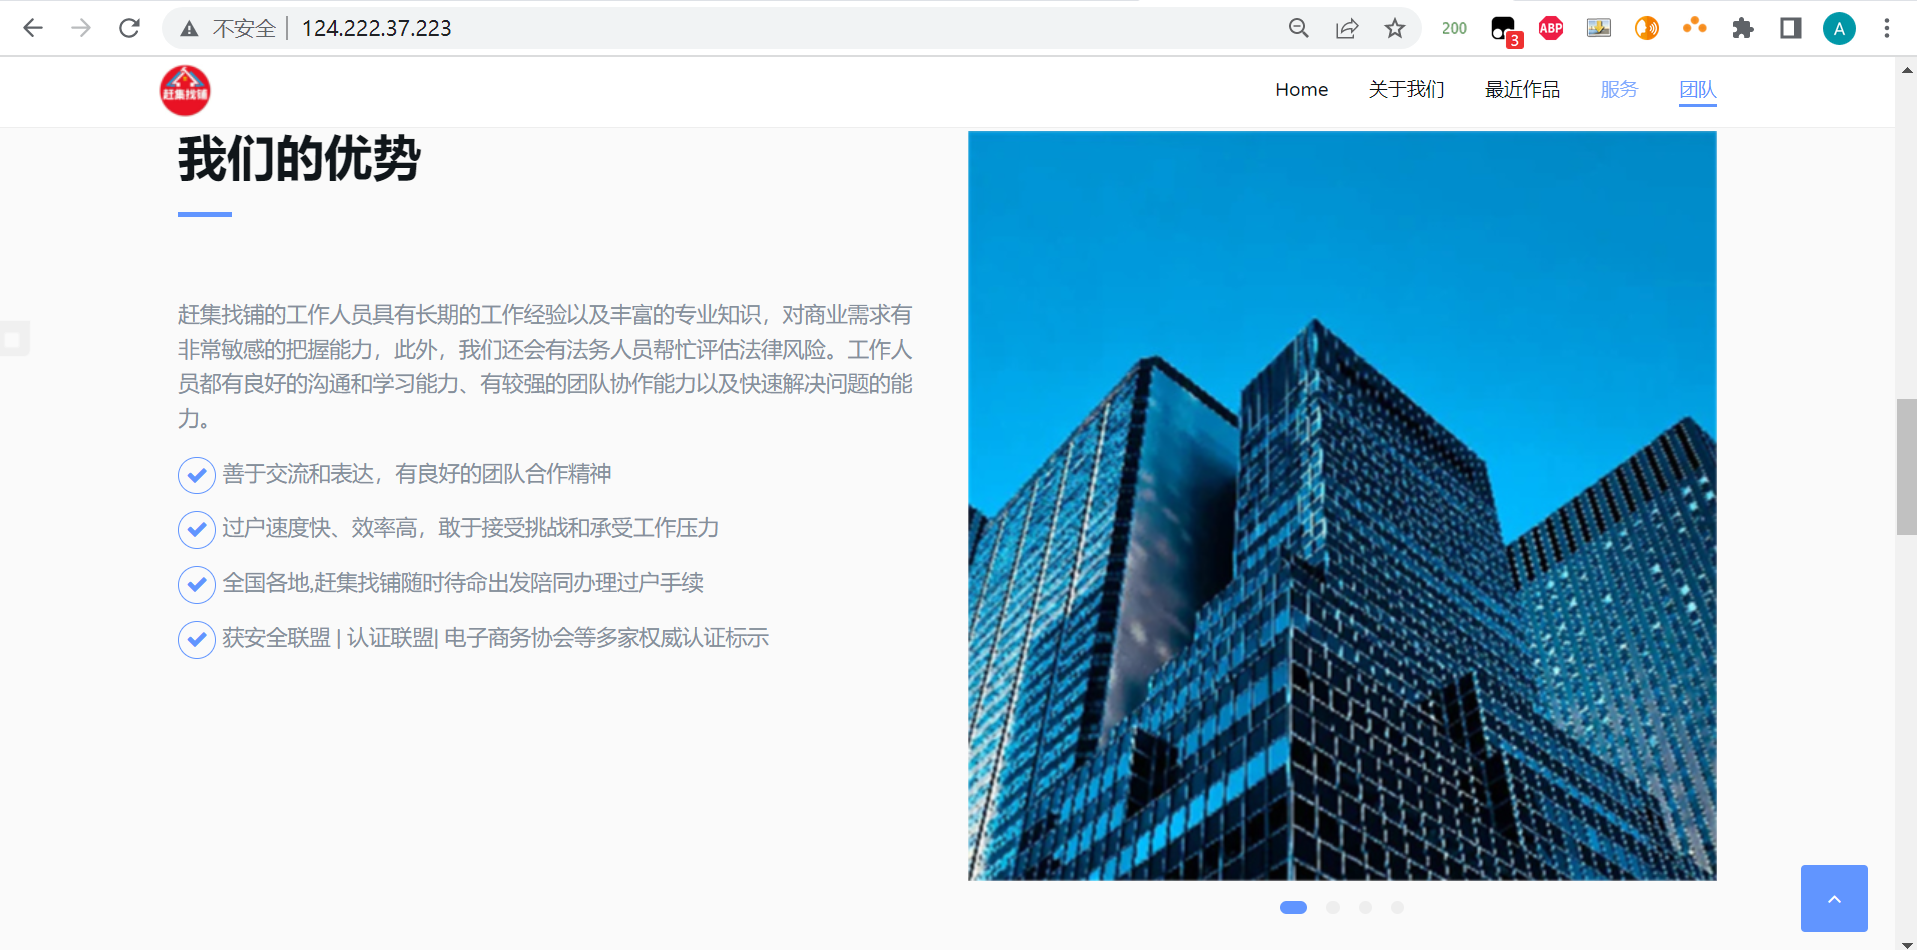 不安全 | 124.222.37.223
200
3
ABP
A
赶集找铺
Home 关于我们 最近作品 服务 团队
我们的优势
赶集找铺的工作人员具有长期的工作经验以及丰富的专业知识，对商业需求有
非常敏感的把握能力，此外，我们还会有法务人员帮忙评估法律风险。工作人
员都有良好的沟通和学习能力、有较强的团队协作能力以及快速解决问题的能
力。
善于交流和表达，有良好的团队合作精神
过户速度快、效率高，敢于接受挑战和承受工作压力
全国各地,赶集找铺随时待命出发陪同办理过户手续
获安全联盟 | 认证联盟| 电子商务协会等多家权威认证标示